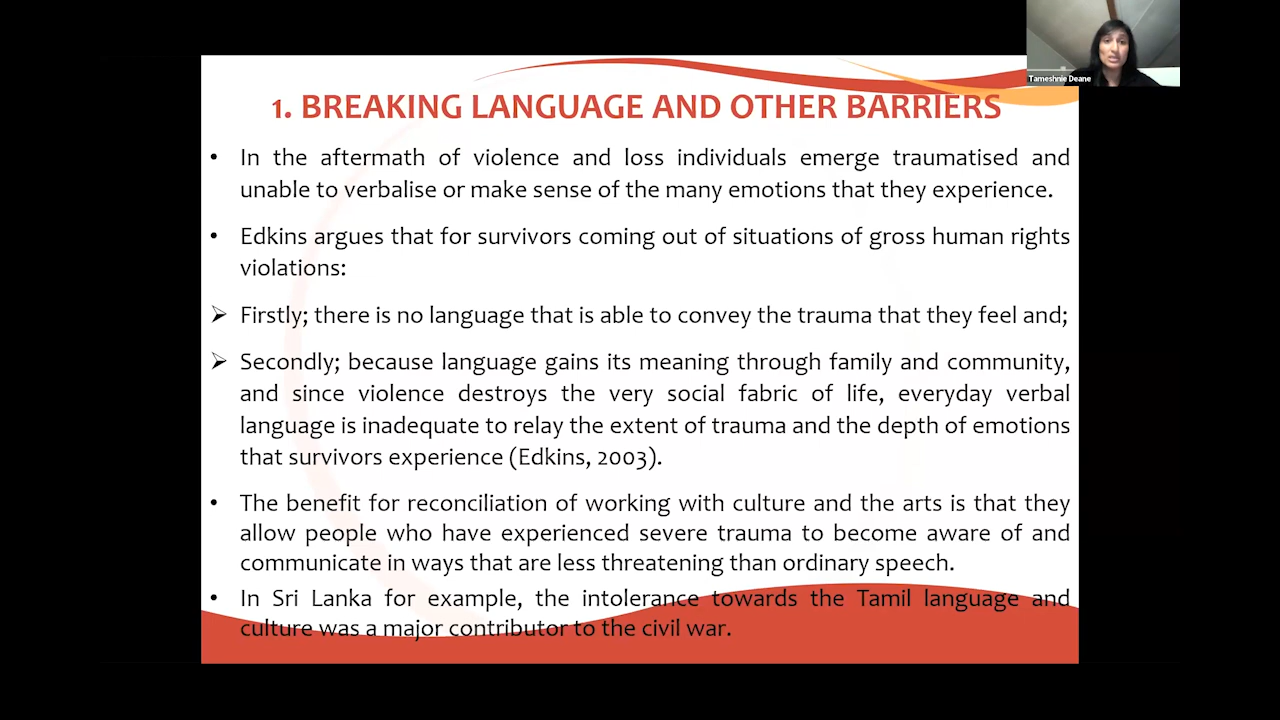 Tameshnie Deane
1. BREAKING LANGUAGE AND OTHER BARRIERS
• In the aftermath of violence and loss individuals emerge traumatised and
unable to verbalise or make sense of the many emotions that they experience.
• Edkins argues that for survivors coming out of situations of gross human rights
violations:
➢ Firstly; there is no language that is able to convey the trauma that they feel and;
➢ Secondly; because language gains its meaning through family and community,
and since violence destroys the very social fabric of life, everyday verbal
language is inadequate to relay the extent of trauma and the depth of emotions
that survivors experience (Edkins, 2003).
• The benefit for reconciliation of working with culture and the arts is that they
allow people who have experienced severe trauma to become aware of and
communicate in ways that are less threatening than ordinary speech.
• In Sri Lanka for example, the intolerance towards the Tamil language and
culture was a major contributor to the civil war.